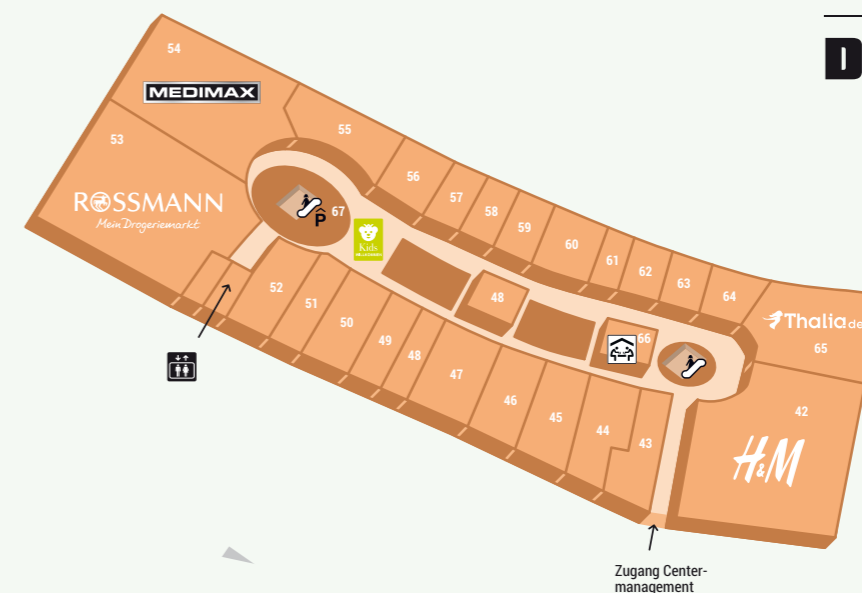 D
54
MEDIMAX
53
55
ROSSMANN
Mein Drogeriemarkt
56
57
58
59
60
61
62
63
64
67
P
Kids
Thalia.de
65
48
66
52
51
50
49
48
47
46
45
44
43
42
H&M
Zugang Center-
management